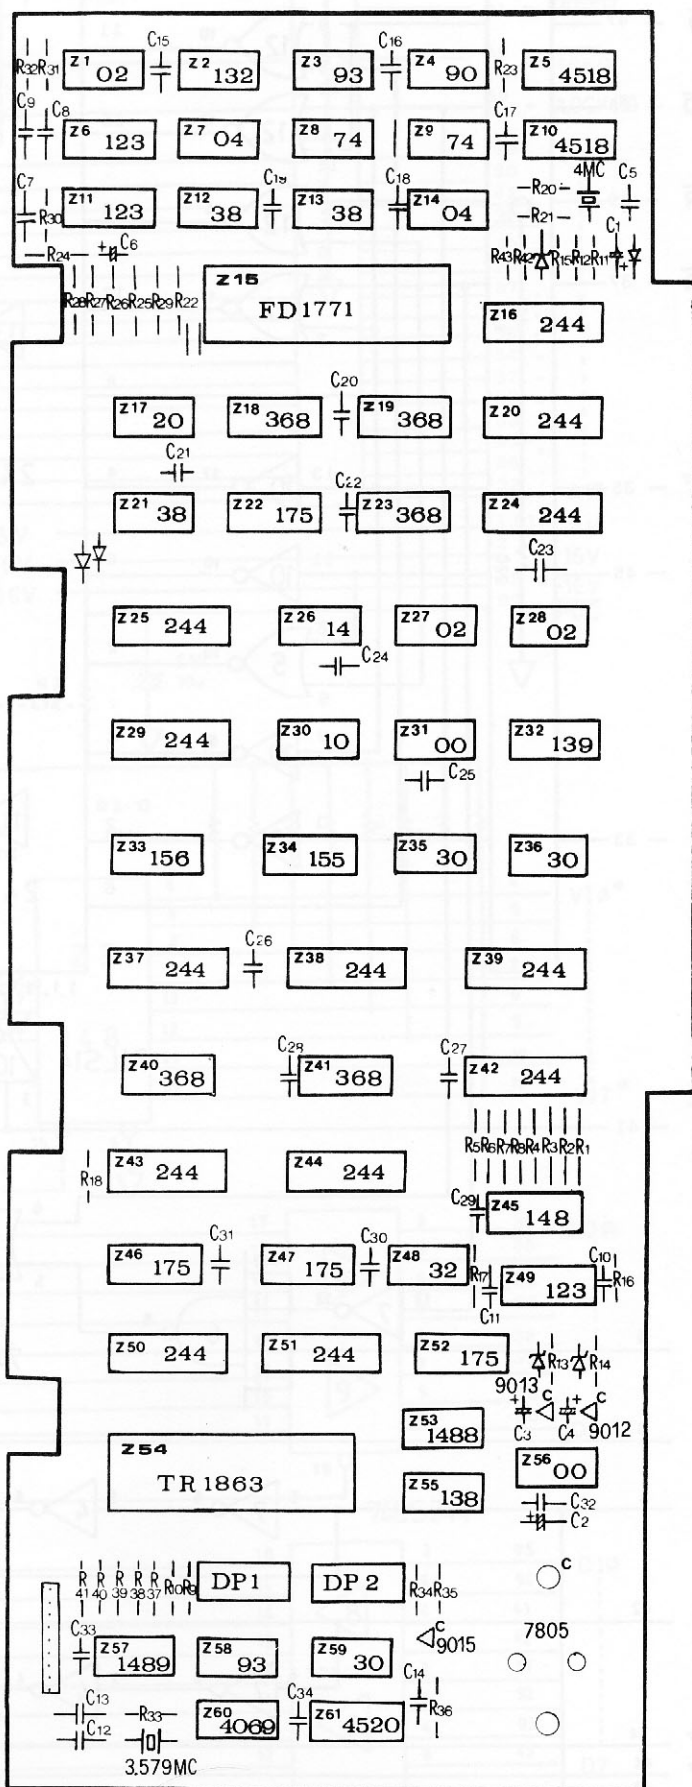 R32 R31 Z1 02 C15 Z2 132 Z3 93 C16 Z4 90 R23 Z5 4518
C9 C8 Z6 123 Z7 04 Z8 74 Z9 74 C17 Z10 4518
C7 R30 Z11 123 Z12 38 C19 Z13 38 C18 Z14 04 R20 4MC C5
R21
R24 + C6 R43 R42 R15 R12 R11 C1 +
R28 R27 R26 R25 R29 R22 Z15 FD1771 Z16 244
Z17 20 Z18 368 C20 Z19 368 Z20 244
C21
Z21 38 Z22 175 C22 Z23 368 Z24 244
C23
Z25 244 Z26 14 Z27 02 Z28 02
C24
Z29 244 Z30 10 Z31 00 Z32 139
C25
Z33 156 Z34 155 Z35 30 Z36 30
Z37 244 C26 Z38 244 Z39 244
Z40 368 C28 Z41 368 C27 Z42 244
R5 R6 R7 R8 R4 R3 R2 R1
R18 Z43 244 Z44 244
C29 Z45 148
Z46 175 C31 Z47 175 C30 Z48 32 R17 C11 Z49 123 C10 R16
Z50 244 Z51 244 Z52 175 R13 R14
9013 + C3 C C4 + C 9012
Z53 1488
Z54 TR1863 Z56 00
Z55 138 C32
+ C2
R41 R40 R39 R38 R37 R10 R9 DP1 DP2 R34 R35 C
C33 Z57 1489 Z58 93 Z59 30 C 9015 7805
C13 R33 Z60 4069 C34 Z61 4520 C14 R36
C12
3.579MC